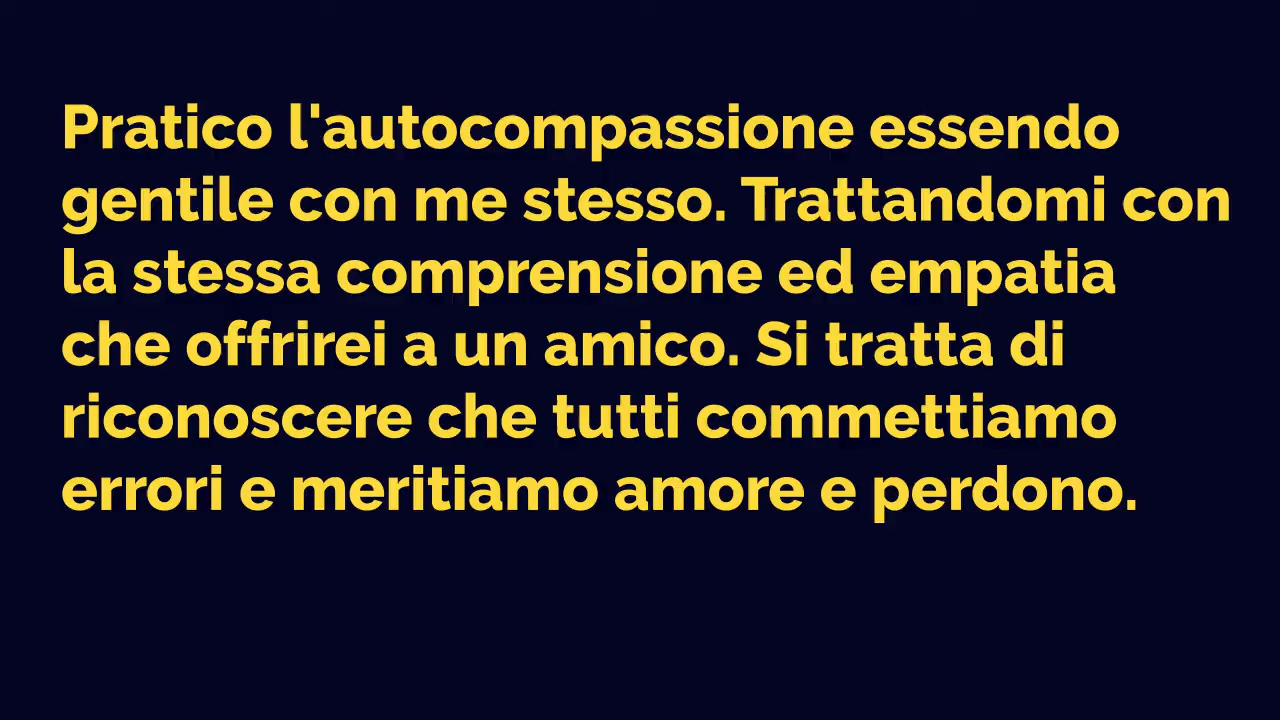 Pratico l'autocompassione essendo
gentile con me stesso. Trattandomi con
la stessa comprensione ed empatia
che offrirei a un amico. Si tratta di
riconoscere che tutti commettiamo
errori e meritiamo amore e perdono.